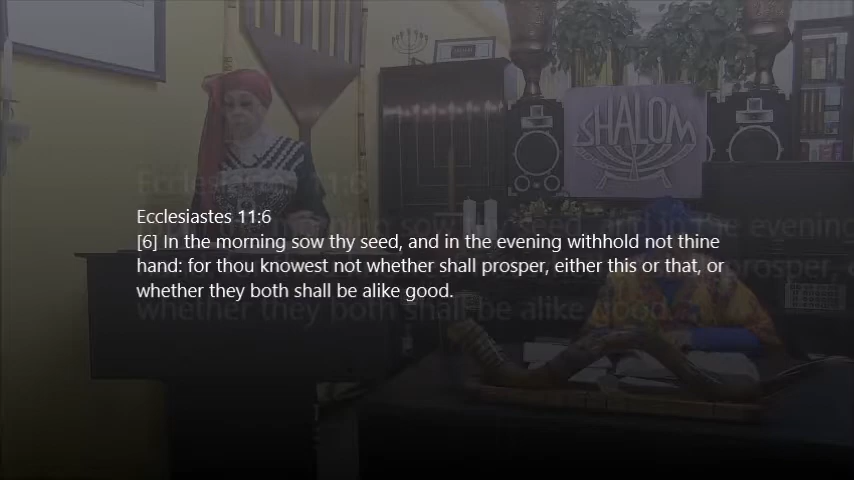 SHALOM
Ecclesiastes 11:6
[6] In the morning sow thy seed, and in the evening withhold not thine
hand: for thou knowest not whether shall prosper, either this or that, or
whether they both shall be alike good.